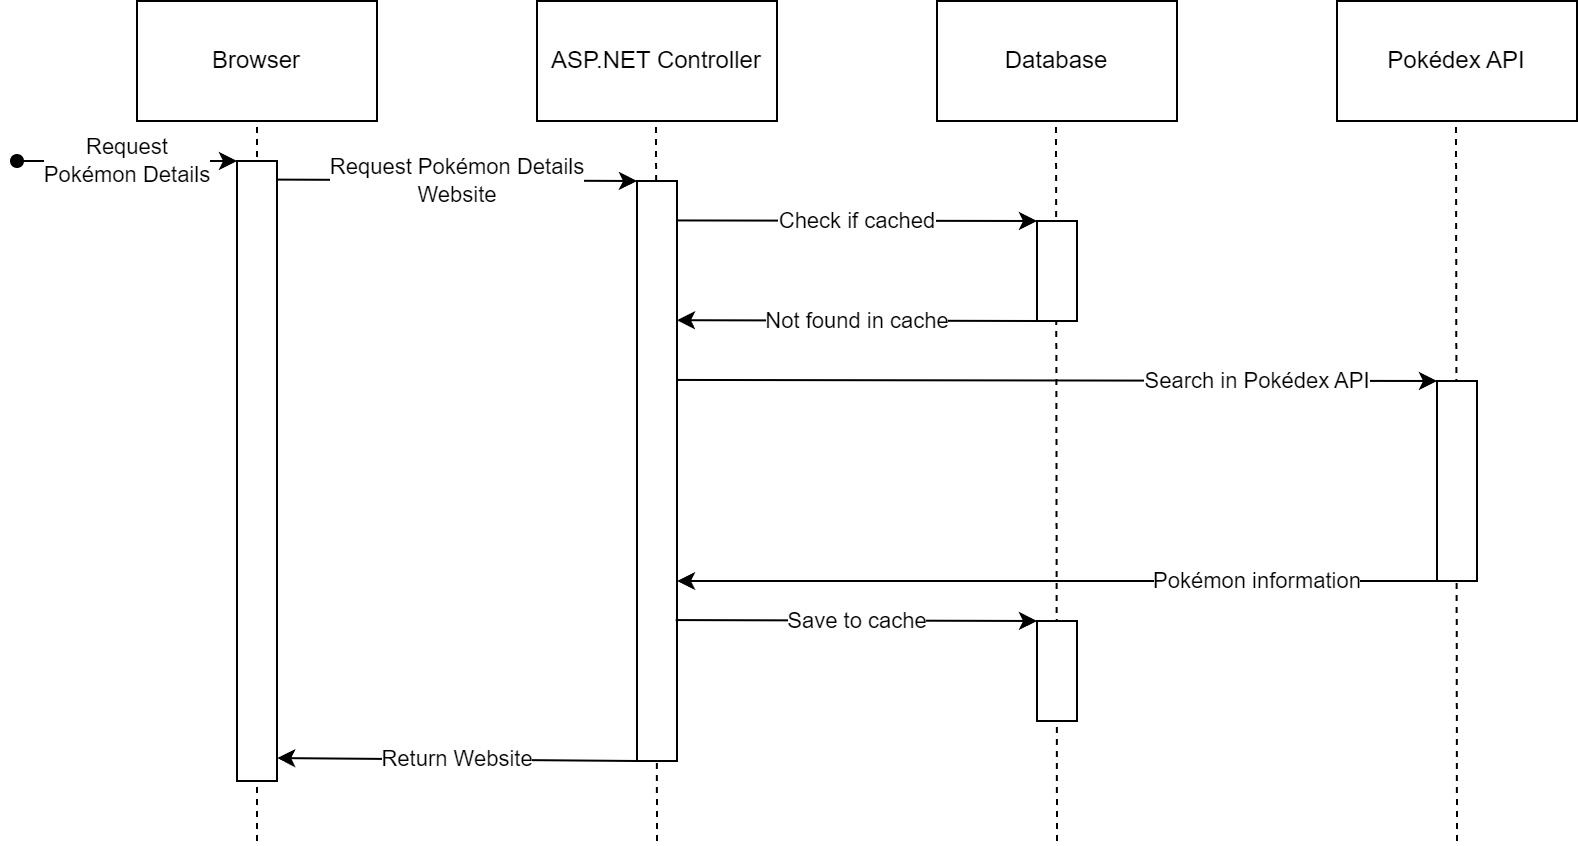 Browser
ASP.NET Controller
Database
Pokédex API
Request
Pokémon Details
Request Pokémon Details
Website
Check if cached
Not found in cache
Search in Pokédex API
Pokémon information
Save to cache
Return Website